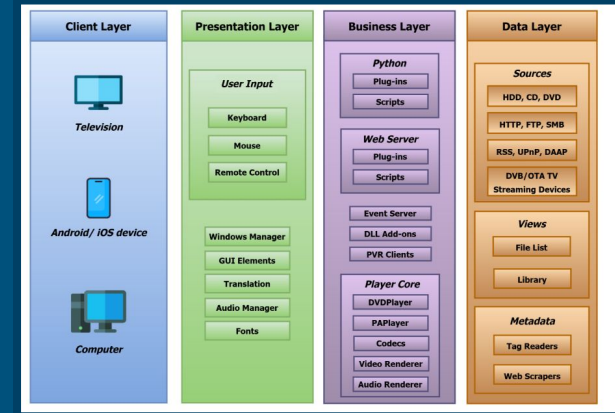 Client Layer
Television
Android/ iOS device
Computer
Presentation Layer
User Input
Keyboard
Mouse
Remote Control
Windows Manager
GUI Elements
Translation
Audio Manager
Fonts
Business Layer
Python
Plug-ins
Scripts
Web Server
Plug-ins
Scripts
Event Server
DLL Add-ons
PVR Clients
Player Core
DVDPlayer
PAPlayer
Codecs
Video Renderer
Audio Renderer
Data Layer
Sources
HDD, CD, DVD
HTTP, FTP, SMB
RSS, UPnP, DAAP
DVB/OTA TV
Streaming Devices
Views
File List
Library
Metadata
Tag Readers
Web Scrapers